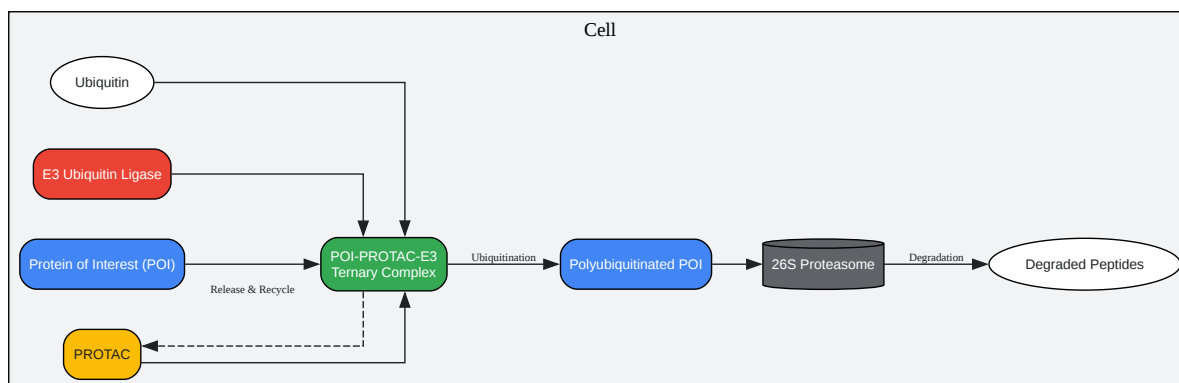 Cell
Ubiquitin
E3 Ubiquitin Ligase
Protein of Interest (POI)
Release & Recycle
PROTAC
POI-PROTAC-E3
Ternary Complex
Ubiquitination
Polyubiquitinated POI
26S Proteasome
Degradation
Degraded Peptides